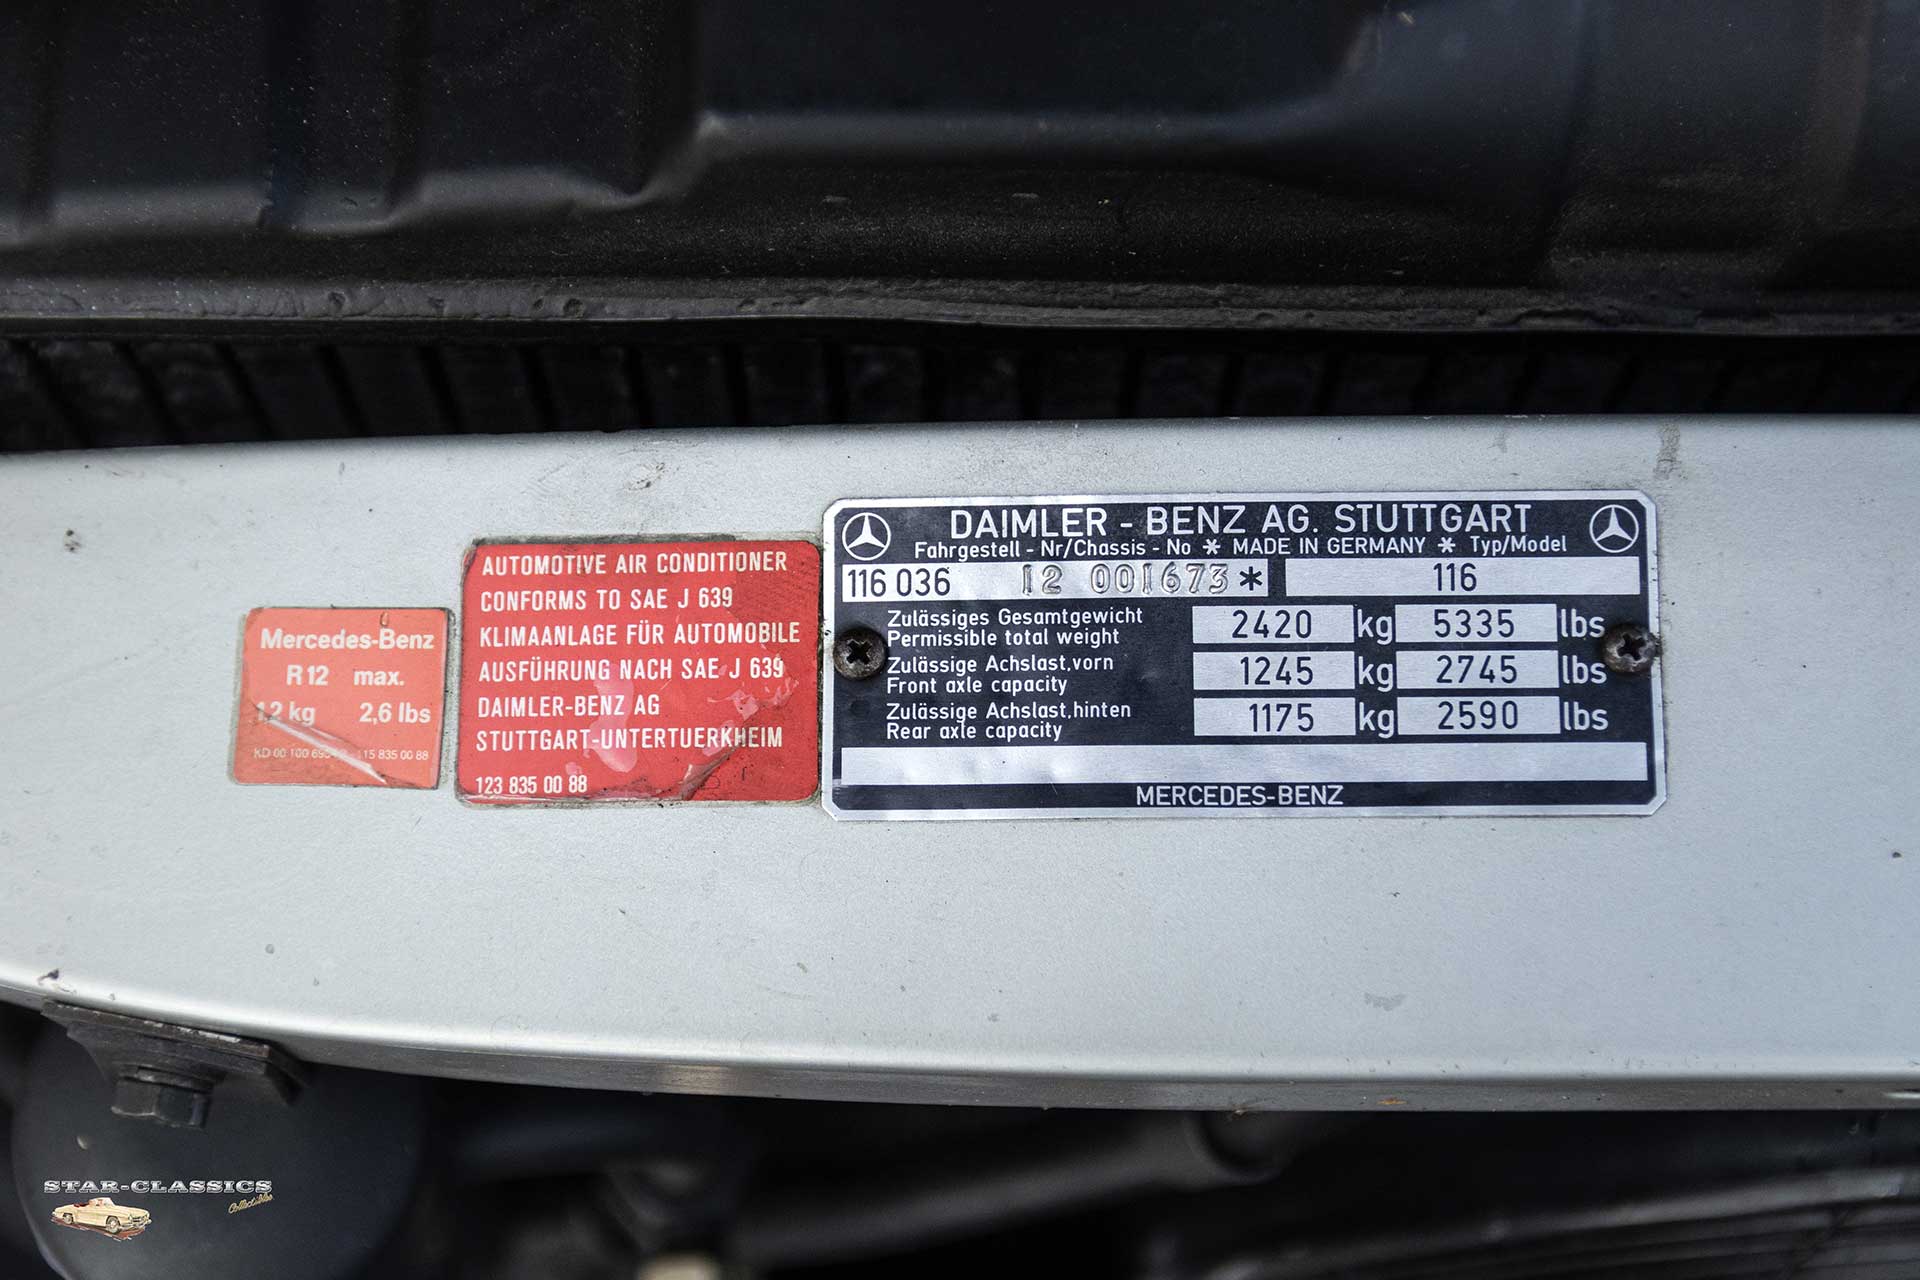 Mercedes-Benz
R 12 max.
1,2 kg 2,6 lbs
KD 00 100 115 835 00 88
AUTOMOTIVE AIR CONDITIONER
CONFORMS TO SAE J 639
KLIMAANLAGE FÜR AUTOMOBILE
AUSFÜHRUNG NACH SAE J 639
DAIMLER-BENZ AG
STUTTGART-UNTERTUERKHEIM
123 835 00 88
DAIMLER - BENZ AG. STUTTGART
Fahrgestell - Nr/Chassis - No * MADE IN GERMANY * Typ/Model
116 036 12 001673* 116
Zulässiges Gesamtgewicht
Permissible total weight 2420 kg 5335 lbs
Zulässige Achslast,vorn
Front axle capacity 1245 kg 2745 lbs
Zulässige Achslast,hinten
Rear axle capacity 1175 kg 2590 lbs
MERCEDES-BENZ
STAR-CLASSICS
Collectibles